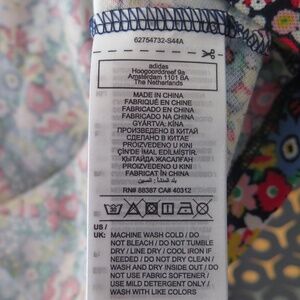 62754732-S44A
adidas
Hoogoorddreef 9a
Amsterdam 1101 BA
The Netherlands
MADE IN CHINA
FABRIQUÉ EN CHINE
FABRICADO EN CHINA
FABRICADO NA CHINA
GYÁRTVA: KÍNA
ПРОИЗВЕДЕНО В КИТАЙ
СДЕЛАНО В КИТАЕ
PROIZVEDENO U KINI
ÇİN'DE İMAL EDİLMİŞTİR.
ҚЫТАЙДА ЖАСАЛҒАН
PROIZVEDENO U KINI
FABRICAT ÎN CHINA
بلد المنشأ: الصين
RN# 88387 CA# 40312
US / UK: MACHINE WASH COLD / DO
NOT BLEACH / DO NOT TUMBLE
DRY / LINE DRY / COOL IRON IF
NEEDED / DO NOT DRY CLEAN /
WASH AND DRY INSIDE OUT / DO
NOT USE FABRIC SOFTENER /
USE MILD DETERGENT ONLY /
WASH WITH LIKE COLORS